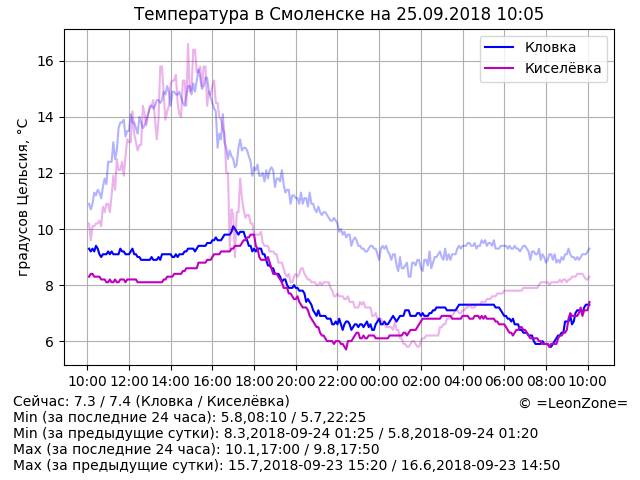 Температура в Смоленске на 25.09.2018 10:05
Кловка
Киселёвка
градусов Цельсия, °C
16
14
12
10
8
6
10:00 12:00 14:00 16:00 18:00 20:00 22:00 00:00 02:00 04:00 06:00 08:00 10:00
Сейчас: 7.3 / 7.4 (Кловка / Киселёвка)
© =LeonZone=
Min (за последние 24 часа): 5.8,08:10 / 5.7,22:25
Min (за предыдущие сутки): 8.3,2018-09-24 01:25 / 5.8,2018-09-24 01:20
Max (за последние 24 часа): 10.1,17:00 / 9.8,17:50
Max (за предыдущие сутки): 15.7,2018-09-23 15:20 / 16.6,2018-09-23 14:50